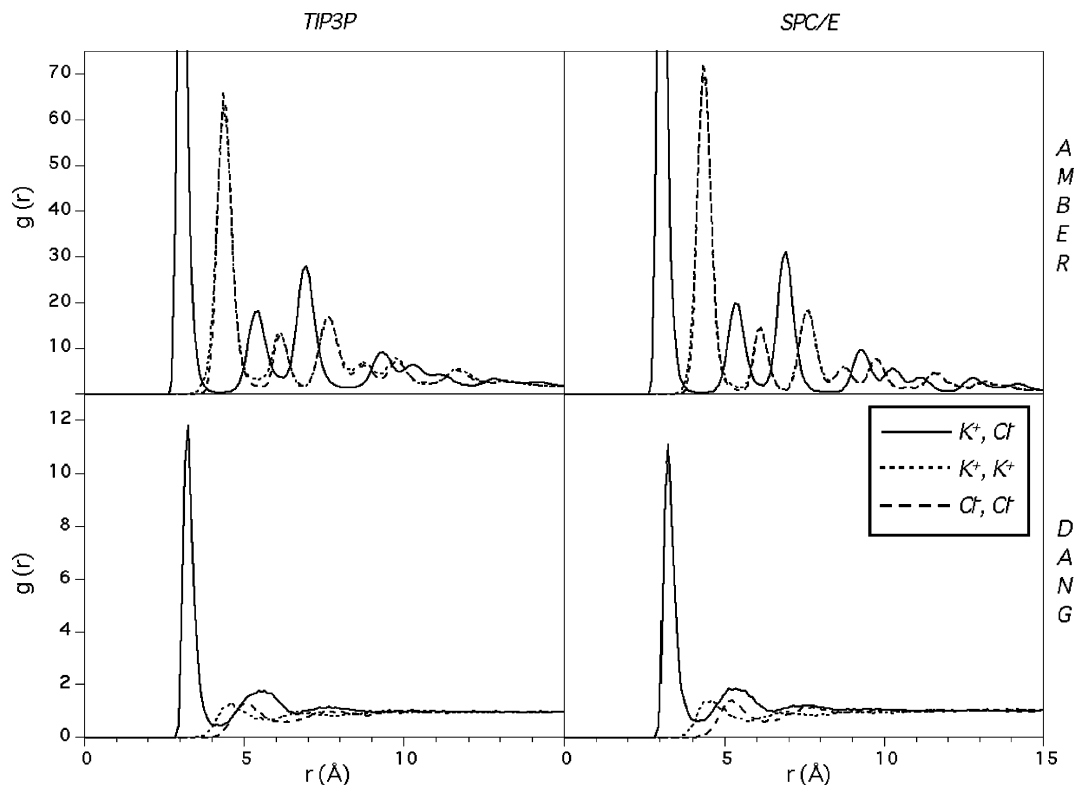 TIP3P SPC/E
70
60
50
40
30
20
10
g(r)
A
M
B
E
R
12
10
8
6
4
2
0
g(r)
K⁺, Cl⁻
K⁺, K⁺
Cl⁻, Cl⁻
D
A
N
G
0 5 10 0 5 10 15
r (Å) r (Å)